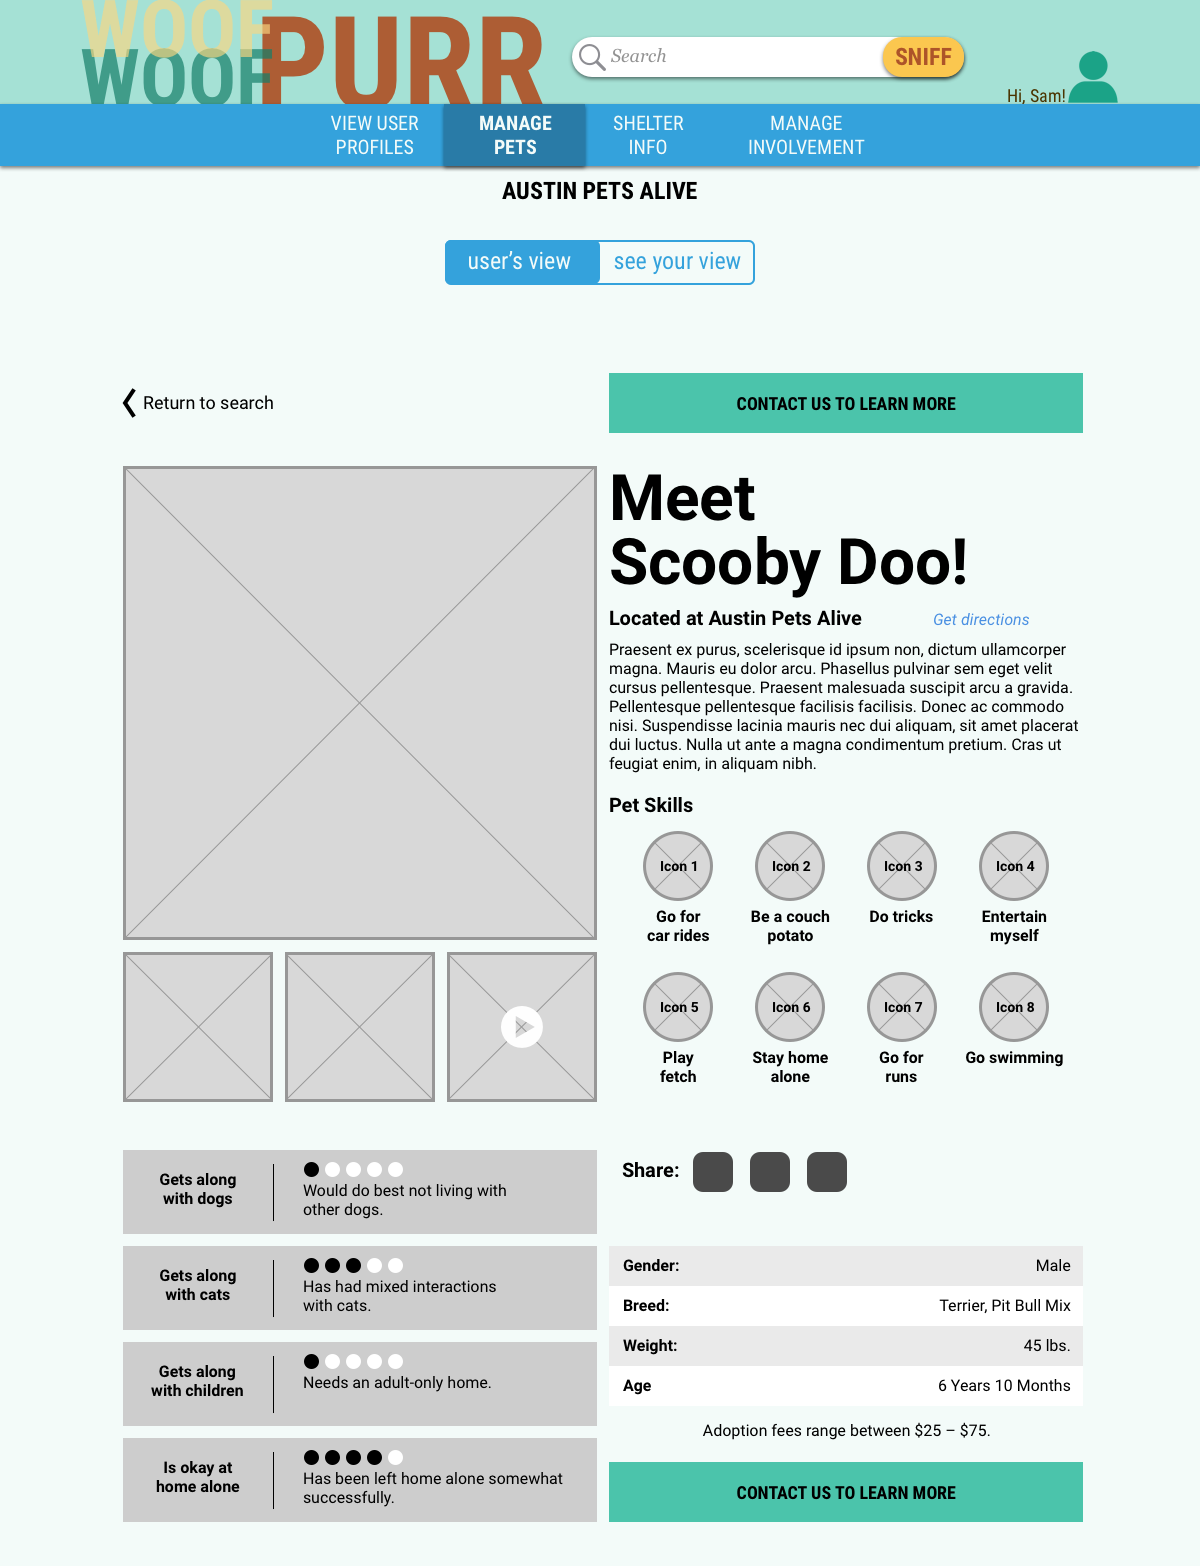 WOOF
WOOF
PURR
Search
SNIFF
Hi, Sam!
VIEW USER
PROFILES
MANAGE
PETS
SHELTER
INFO
MANAGE
INVOLVEMENT
AUSTIN PETS ALIVE
user’s view
see your view
Return to search
CONTACT US TO LEARN MORE
Meet
Scooby Doo!
Located at Austin Pets Alive
Get directions
Praesent ex purus, scelerisque id ipsum non, dictum ullamcorper
magna. Mauris eu dolor arcu. Phasellus pulvinar sem eget velit
cursus pellentesque. Praesent malesuada suscipit arcu a gravida.
Pellentesque pellentesque facilisis facilisis. Donec ac commodo
nisi. Suspendisse lacinia mauris nec dui aliquam, sit amet placerat
dui luctus. Nulla ut ante a magna condimentum pretium. Cras ut
feugiat enim, in aliquam nibh.
Pet Skills
Icon 1
Go for
car rides
Icon 2
Be a couch
potato
Icon 3
Do tricks
Icon 4
Entertain
myself
Icon 5
Play
fetch
Icon 6
Stay home
alone
Icon 7
Go for
runs
Icon 8
Go swimming
Gets along
with dogs
Would do best not living with
other dogs.
Gets along
with cats
Has had mixed interactions
with cats.
Gets along
with children
Needs an adult-only home.
Is okay at
home alone
Has been left home alone somewhat
successfully.
Share:
Gender:
Male
Breed:
Terrier, Pit Bull Mix
Weight:
45 lbs.
Age
6 Years 10 Months
Adoption fees range between $25 – $75.
CONTACT US TO LEARN MORE